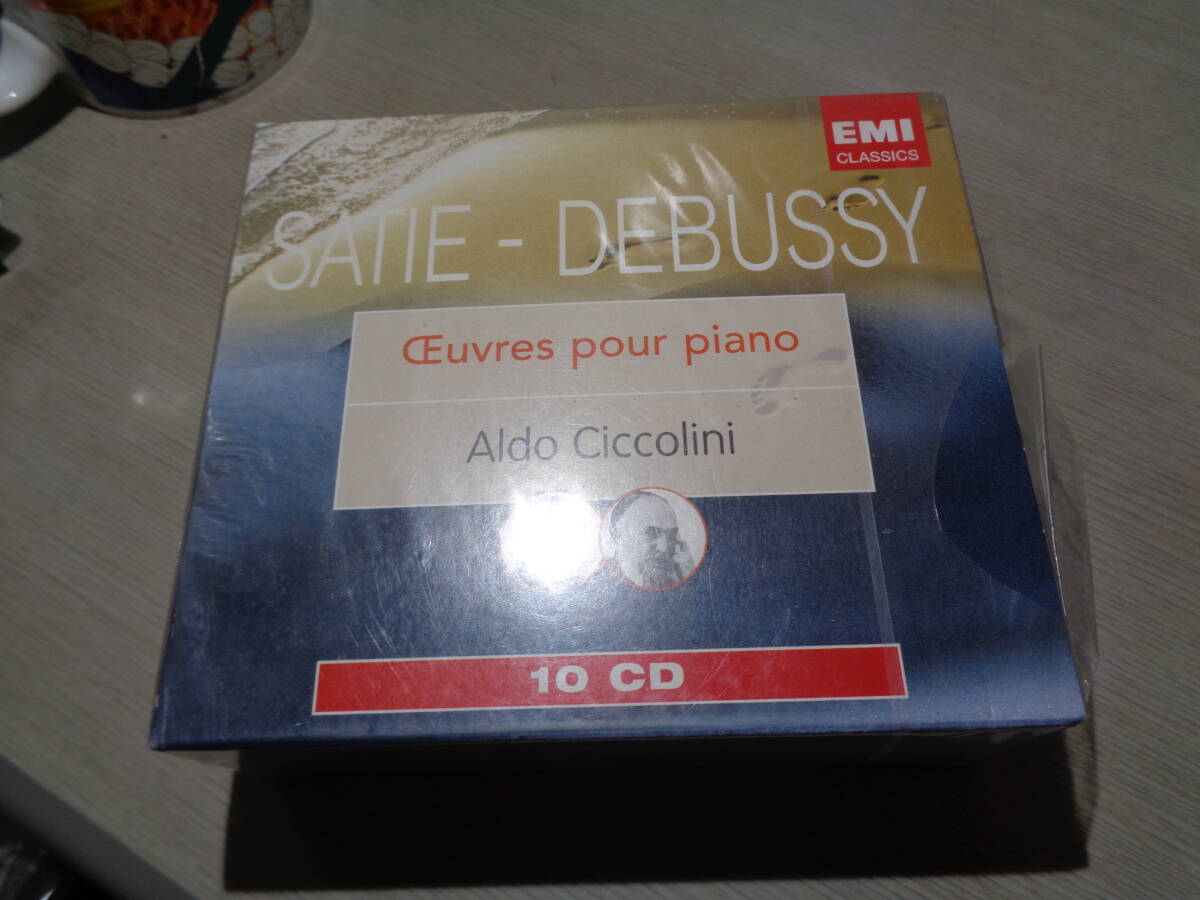 EMI
CLASSICS
SATIE - DEBUSSY
Œuvres pour piano
Aldo Ciccolini
10 CD